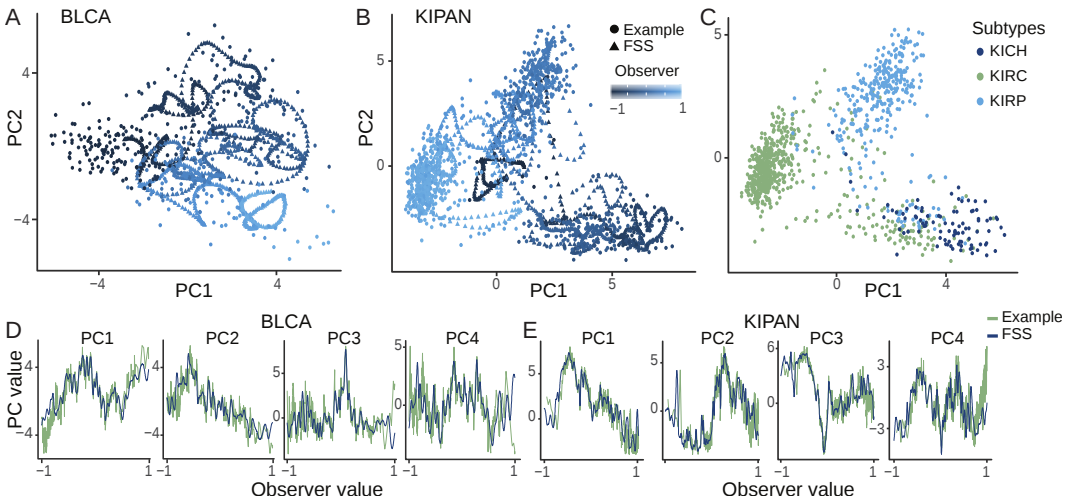 A BLCA
4
PC2
−4
−4
4
PC1
B KIPAN
5
PC2
0
0
5
PC1
Example
FSS
Observer
−1
1
C
5
0
0
4
PC1
Subtypes
KICH
KIRC
KIRP
D
BLCA
PC1
PC2
PC3
PC4
PC value
4
−4
4
−4
5
0
5
0
−1
1
−1
1
−1
1
−1
1
Observer value
E
KIPAN
PC1
PC2
PC3
PC4
5
0
5
0
6
0
3
−3
−1
1
−1
1
−1
1
−1
1
Observer value
Example
FSS